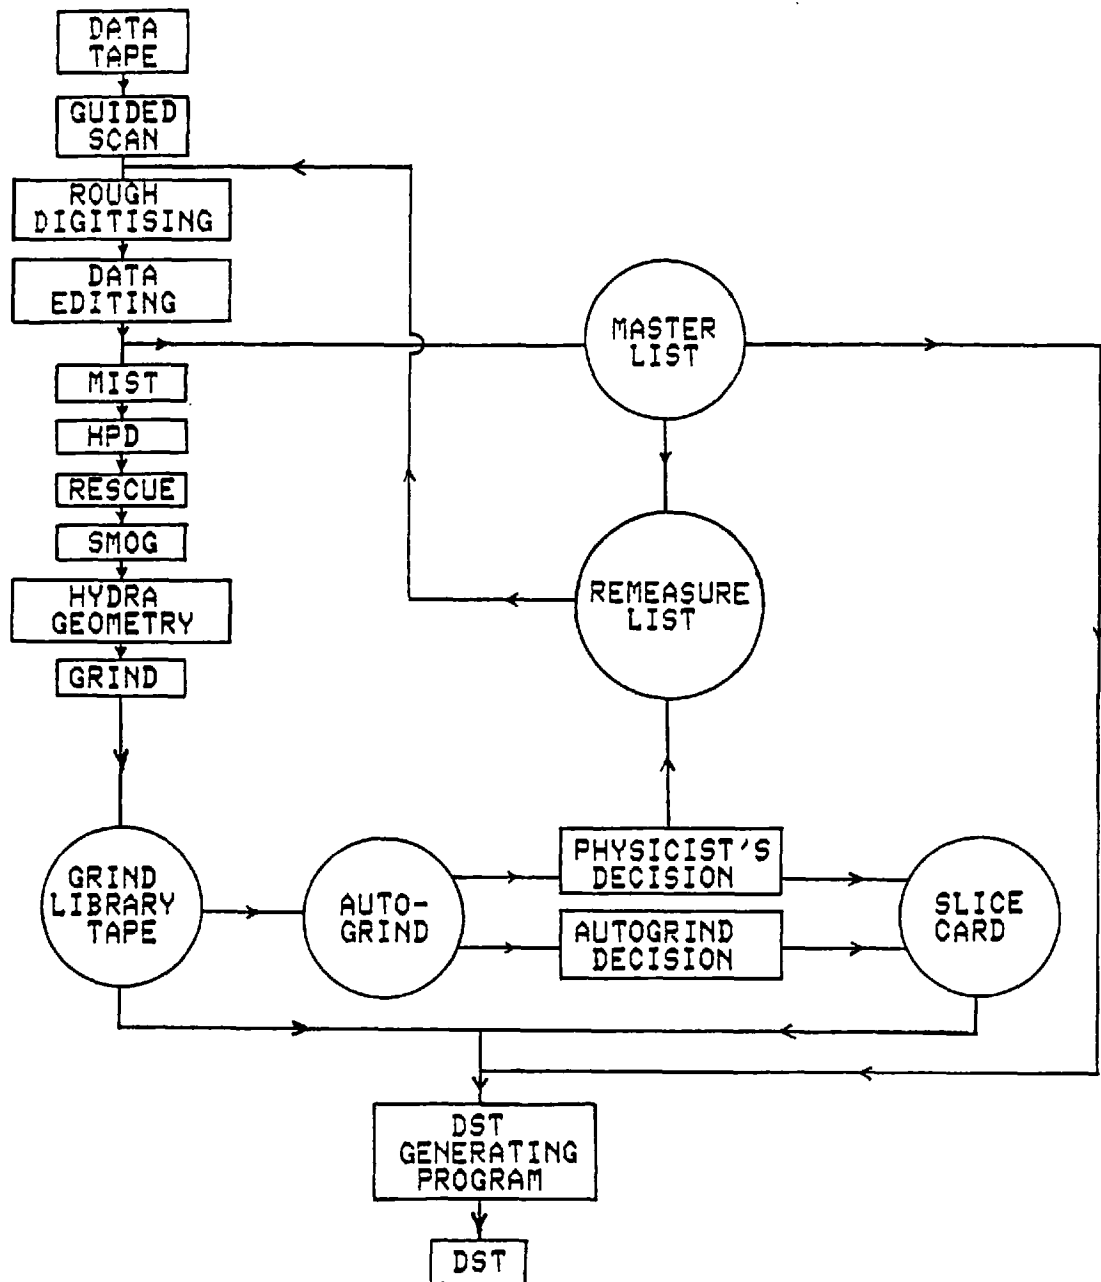 DATA
TAPE
GUIDED
SCAN
ROUGH
DIGITISING
DATA
EDITING
MIST
HPD
RESCUE
SMOG
HYDRA
GEOMETRY
GRIND
MASTER
LIST
REMEASURE
LIST
GRIND
LIBRARY
TAPE
AUTO-
GRIND
PHYSICIST'S
DECISION
AUTOGRIND
DECISION
SLICE
CARD
DST
GENERATING
PROGRAM
DST